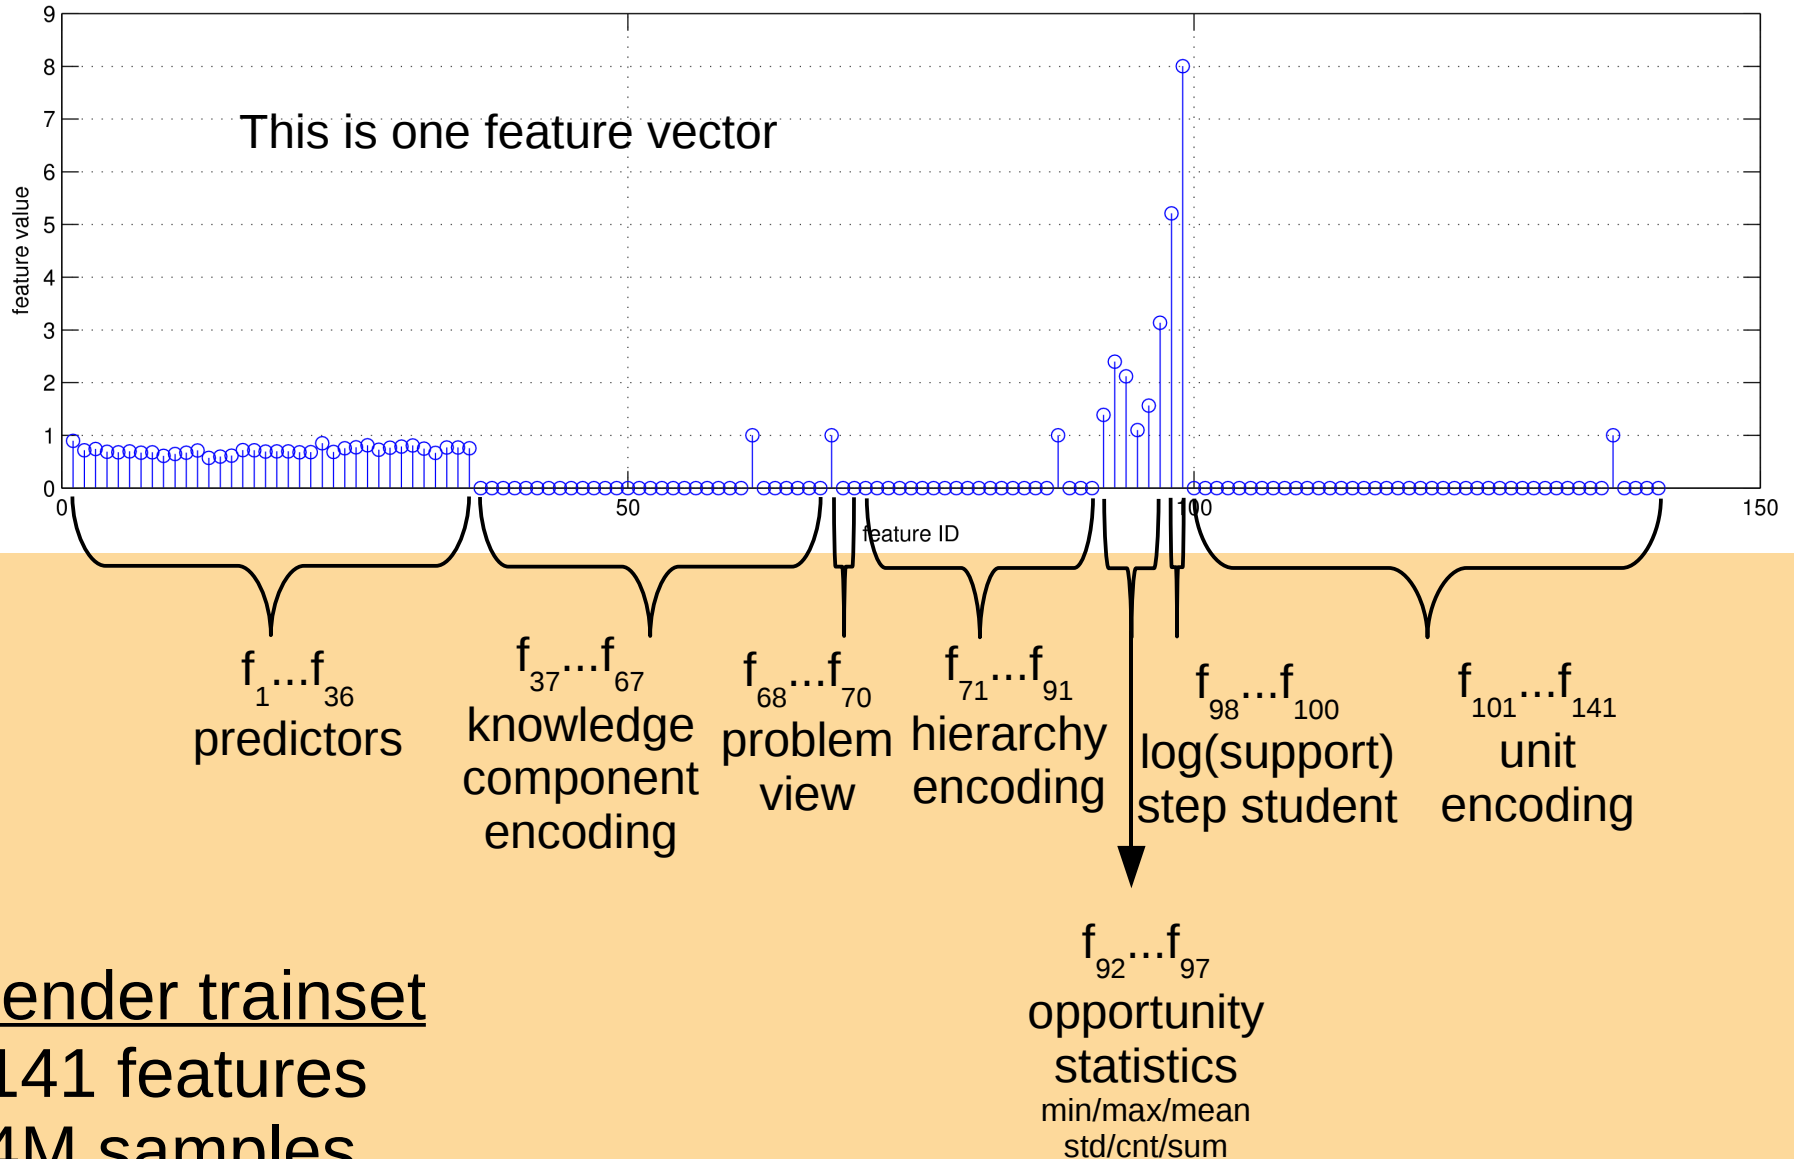 9
8
7
6
5
4
3
2
1
0
feature value
This is one feature vector
0 50 100 150
feature ID
f1...f36
predictors
f37...f67
knowledge
component
encoding
f68...f70
problem
view
f71...f91
hierarchy
encoding
f98...f100
log(support)
step student
f101...f141
unit
encoding
f92...f97
opportunity
statistics
min/max/mean
std/cnt/sum
ender trainset
141 features
4M samples